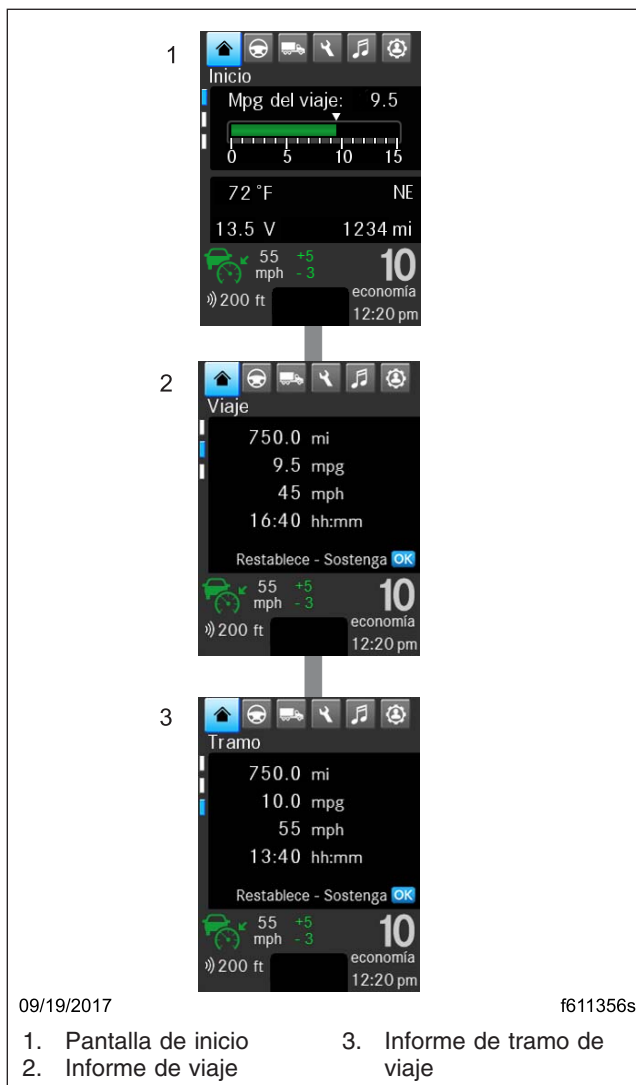 1
Inicio
Mpg del viaje: 9.5
0 5 10 15
72 °F NE
13.5 V 1234 mi
55 +5
mph - 3
10
economía
200 ft
12:20 pm
2
Viaje
750.0 mi
9.5 mpg
45 mph
16:40 hh:mm
Restablece - Sostenga OK
55 +5
mph - 3
10
economía
200 ft
12:20 pm
3
Tramo
750.0 mi
10.0 mpg
55 mph
13:40 hh:mm
Restablece - Sostenga OK
55 +5
mph - 3
10
economía
200 ft
12:20 pm
09/19/2017 f611356s
1. Pantalla de inicio
2. Informe de viaje
3. Informe de tramo de
viaje